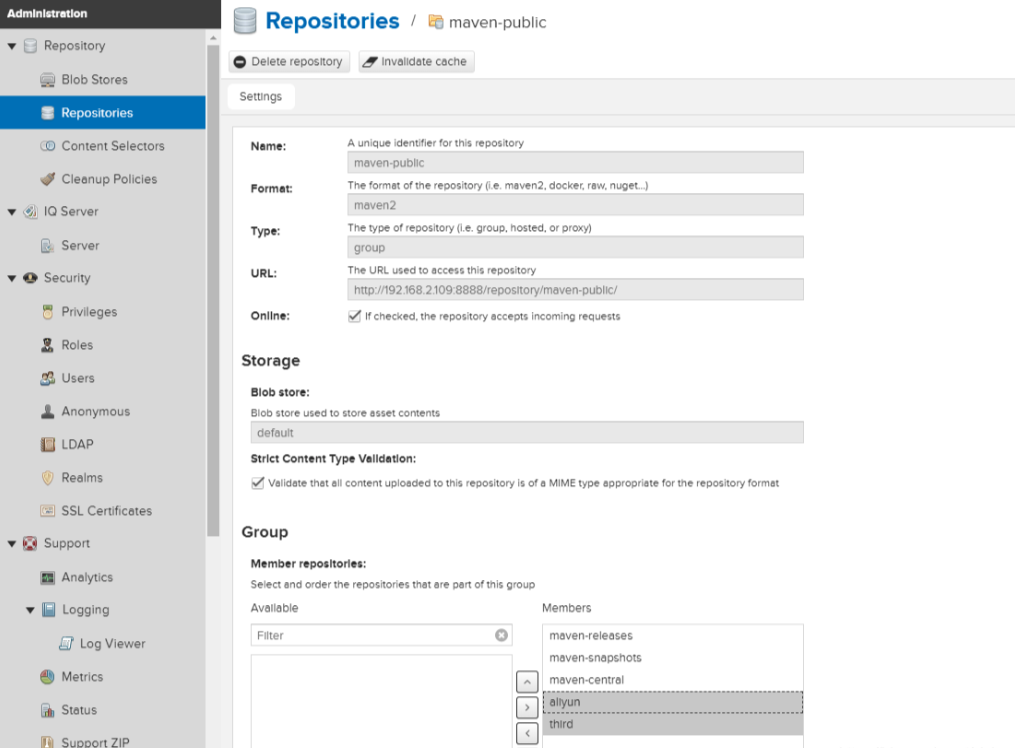 Administration
Repository
Blob Stores
Repositories
Content Selectors
Cleanup Policies
IQ Server
Server
Security
Privileges
Roles
Users
Anonymous
LDAP
Realms
SSL Certificates
Support
Analytics
Logging
Log Viewer
Metrics
Status
Support ZIP
Repositories / maven-public
Delete repository Invalidate cache
Settings
Name: A unique identifier for this repository
maven-public
Format: The format of the repository (i.e. maven2, docker, raw, nuget...)
maven2
Type: The type of repository (i.e. group, hosted, or proxy)
group
URL: The URL used to access this repository
http://192.168.2.109:8888/repository/maven-public/
Online: If checked, the repository accepts incoming requests
Storage
Blob store:
Blob store used to store asset contents
default
Strict Content Type Validation:
Validate that all content uploaded to this repository is of a MIME type appropriate for the repository format
Group
Member repositories:
Select and order the repositories that are part of this group
Available
Filter
Members
maven-releases
maven-snapshots
maven-central
aliyun
third